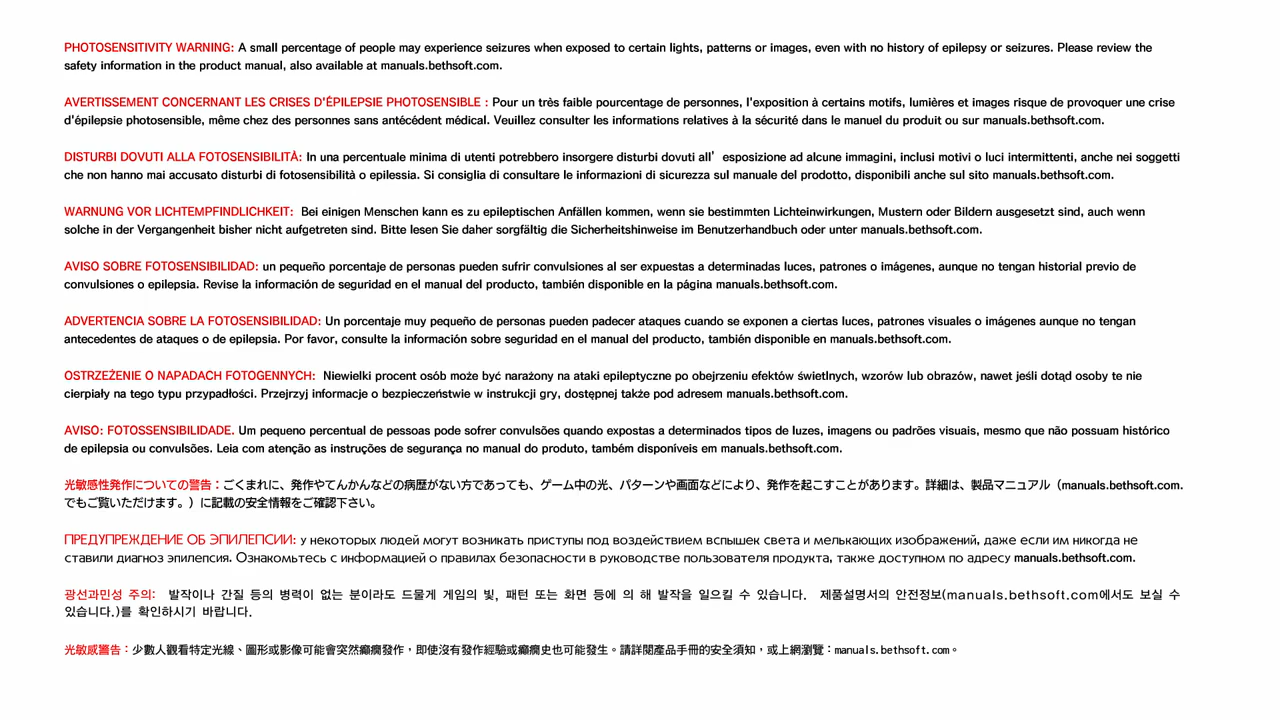 PHOTOSENSITIVITY WARNING: A small percentage of people may experience seizures when exposed to certain lights, patterns or images, even with no history of epilepsy or seizures. Please review the
safety information in the product manual, also available at manuals.bethsoft.com.
AVERTISSEMENT CONCERNANT LES CRISES D'ÉPILEPSIE PHOTOSENSIBLE : Pour un très faible pourcentage de personnes, l'exposition à certains motifs, lumières et images risque de provoquer une crise
d'épilepsie photosensible, même chez des personnes sans antécédent médical. Veuillez consulter les informations relatives à la sécurité dans le manuel du produit ou sur manuals.bethsoft.com.
DISTURBI DOVUTI ALLA FOTOSENSIBILITÀ: In una percentuale minima di utenti potrebbero insorgere disturbi dovuti all’ esposizione ad alcune immagini, inclusi motivi o luci intermittenti, anche nei soggetti
che non hanno mai accusato disturbi di fotosensibilità o epilessia. Si consiglia di consultare le informazioni di sicurezza sul manuale del prodotto, disponibili anche sul sito manuals.bethsoft.com.
WARNUNG VOR LICHTEMPFINDLICHKEIT: Bei einigen Menschen kann es zu epileptischen Anfällen kommen, wenn sie bestimmten Lichteinwirkungen, Mustern oder Bildern ausgesetzt sind, auch wenn
solche in der Vergangenheit bisher nicht aufgetreten sind. Bitte lesen Sie daher sorgfältig die Sicherheitshinweise im Benutzerhandbuch oder unter manuals.bethsoft.com.
AVISO SOBRE FOTOSENSIBILIDAD: un pequeño porcentaje de personas pueden sufrir convulsiones al ser expuestas a determinadas luces, patrones o imágenes, aunque no tengan historial previo de
convulsiones o epilepsia. Revise la información de seguridad en el manual del producto, también disponible en la página manuals.bethsoft.com.
ADVERTENCIA SOBRE LA FOTOSENSIBILIDAD: Un porcentaje muy pequeño de personas pueden padecer ataques cuando se exponen a ciertas luces, patrones visuales o imágenes aunque no tengan
antecedentes de ataques o de epilepsia. Por favor, consulte la información sobre seguridad en el manual del producto, también disponible en manuals.bethsoft.com.
OSTRZEŻENIE O NAPADACH FOTOGENNYCH: Niewielki procent osób może być narażony na ataki epileptyczne po obejrzeniu efektów świetlnych, wzorów lub obrazów, nawet jeśli dotąd osoby te nie
cierpiały na tego typu przypadłości. Przejrzyj informacje o bezpieczeństwie w instrukcji gry, dostępnej także pod adresem manuals.bethsoft.com.
AVISO: FOTOSSENSIBILIDADE. Um pequeno percentual de pessoas pode sofrer convulsões quando expostas a determinados tipos de luzes, imagens ou padrões visuais, mesmo que não possuam histórico
de epilepsia ou convulsões. Leia com atenção as instruções de segurança no manual do produto, também disponíveis em manuals.bethsoft.com.
光敏感性発作についての警告：ごくまれに、発作やてんかんなどの病歴がない方であっても、ゲーム中の光、パターンや画面などにより、発作を起こすことがあります。詳細は、製品マニュアル（manuals.bethsoft.com.
でもご覧いただけます。）に記載の安全情報をご確認下さい。
ПРЕДУПРЕЖДЕНИЕ ОБ ЭПИЛЕПСИИ: у некоторых людей могут возникать приступы под воздействием вспышек света и мелькающих изображений, даже если им никогда не
ставили диагноз эпилепсия. Ознакомьтесь с информацией о правилах безопасности в руководстве пользователя продукта, также доступном по адресу manuals.bethsoft.com.
광선과민성 주의: 발작이나 간질 등의 병력이 없는 분이라도 드물게 게임의 빛, 패턴 또는 화면 등에 의 해 발작을 일으킬 수 있습니다. 제품설명서의 안전정보(manuals.bethsoft.com에서도 보실 수
있습니다.)를 확인하시기 바랍니다.
光敏感警告：少數人觀看特定光線、圖形或影像可能會突然癲癇發作，即使沒有發作經驗或癲癇史也可能發生。請詳閱產品手冊的安全須知，或上網瀏覽：manuals.bethsoft.com。